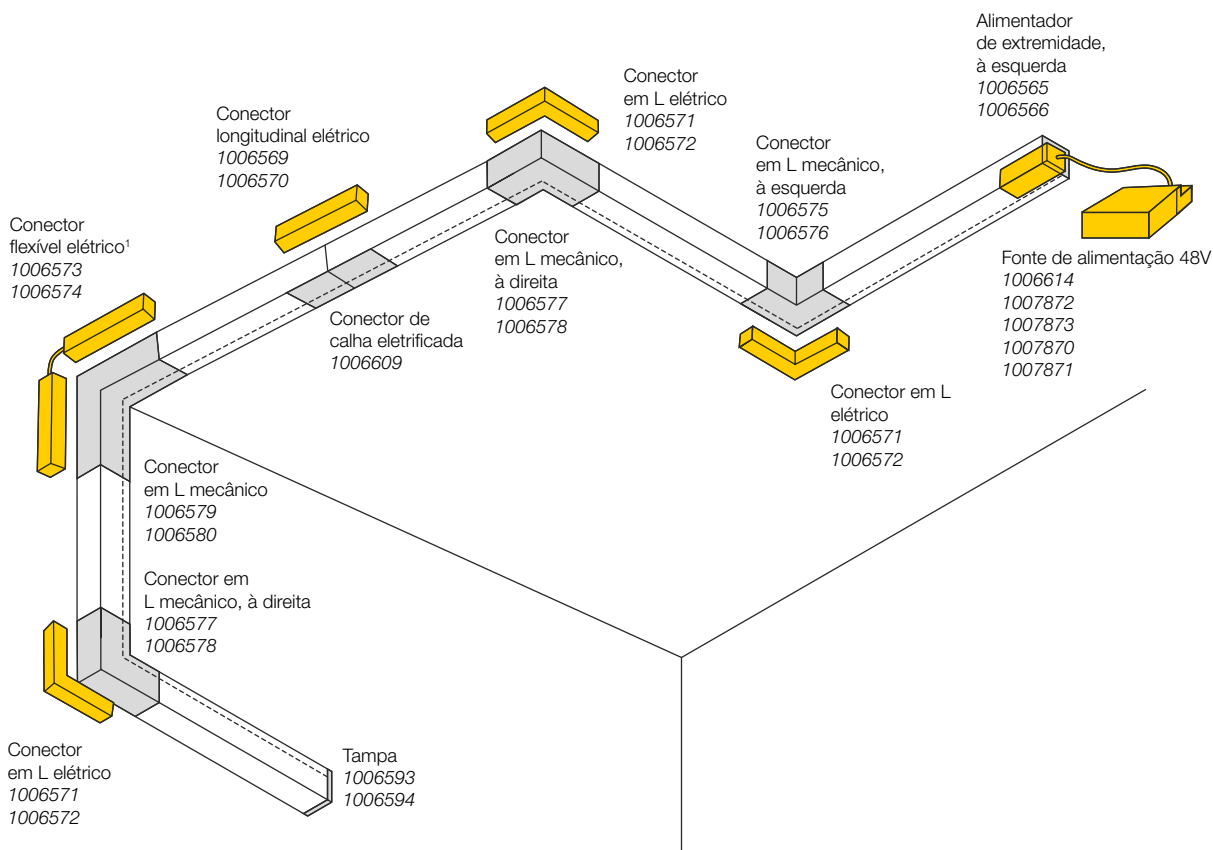 Alimentador
de extremidade,
à esquerda
1006565
1006566
Conector
em L elétrico
1006571
1006572
Conector
longitudinal elétrico
1006569
1006570
Conector
em L mecânico,
à esquerda
1006575
1006576
Conector
flexível elétrico¹
1006573
1006574
Conector
em L mecânico,
à direita
1006577
1006578
Fonte de alimentação 48V
1006614
1007872
1007873
1007870
1007871
Conector de
calha eletrificada
1006609
Conector em L
elétrico
1006571
1006572
Conector
em L mecânico
1006579
1006580
Conector em
L mecânico, à direita
1006577
1006578
Conector
em L elétrico
1006571
1006572
Tampa
1006593
1006594